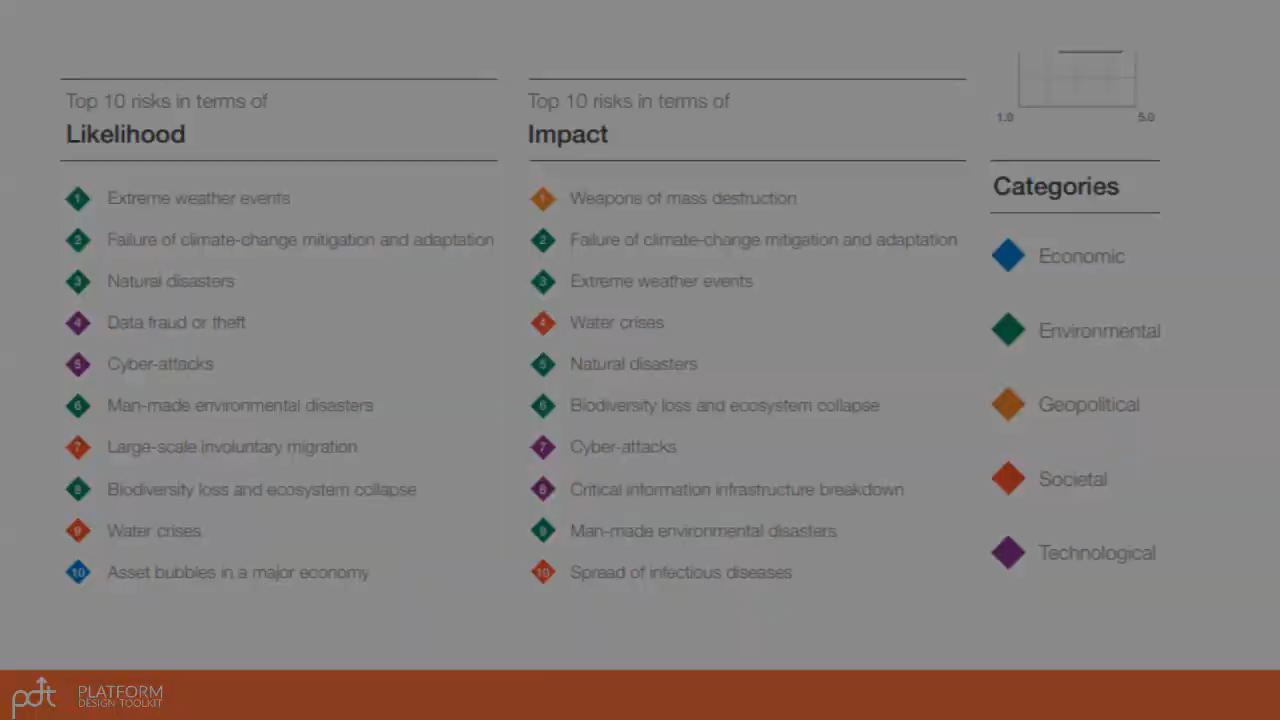 Top 10 risks in terms of
Likelihood
1 Extreme weather events
2 Failure of climate-change mitigation and adaptation
3 Natural disasters
4 Data fraud or theft
5 Cyber-attacks
6 Man-made environmental disasters
7 Large-scale involuntary migration
8 Biodiversity loss and ecosystem collapse
9 Water crises
10 Asset bubbles in a major economy
Top 10 risks in terms of
Impact
1 Weapons of mass destruction
2 Failure of climate-change mitigation and adaptation
3 Extreme weather events
4 Water crises
5 Natural disasters
6 Biodiversity loss and ecosystem collapse
7 Cyber-attacks
8 Critical information infrastructure breakdown
9 Man-made environmental disasters
10 Spread of infectious diseases
1.0 5.0
Categories
Economic
Environmental
Geopolitical
Societal
Technological
pdt PLATFORM
DESIGN TOOLKIT